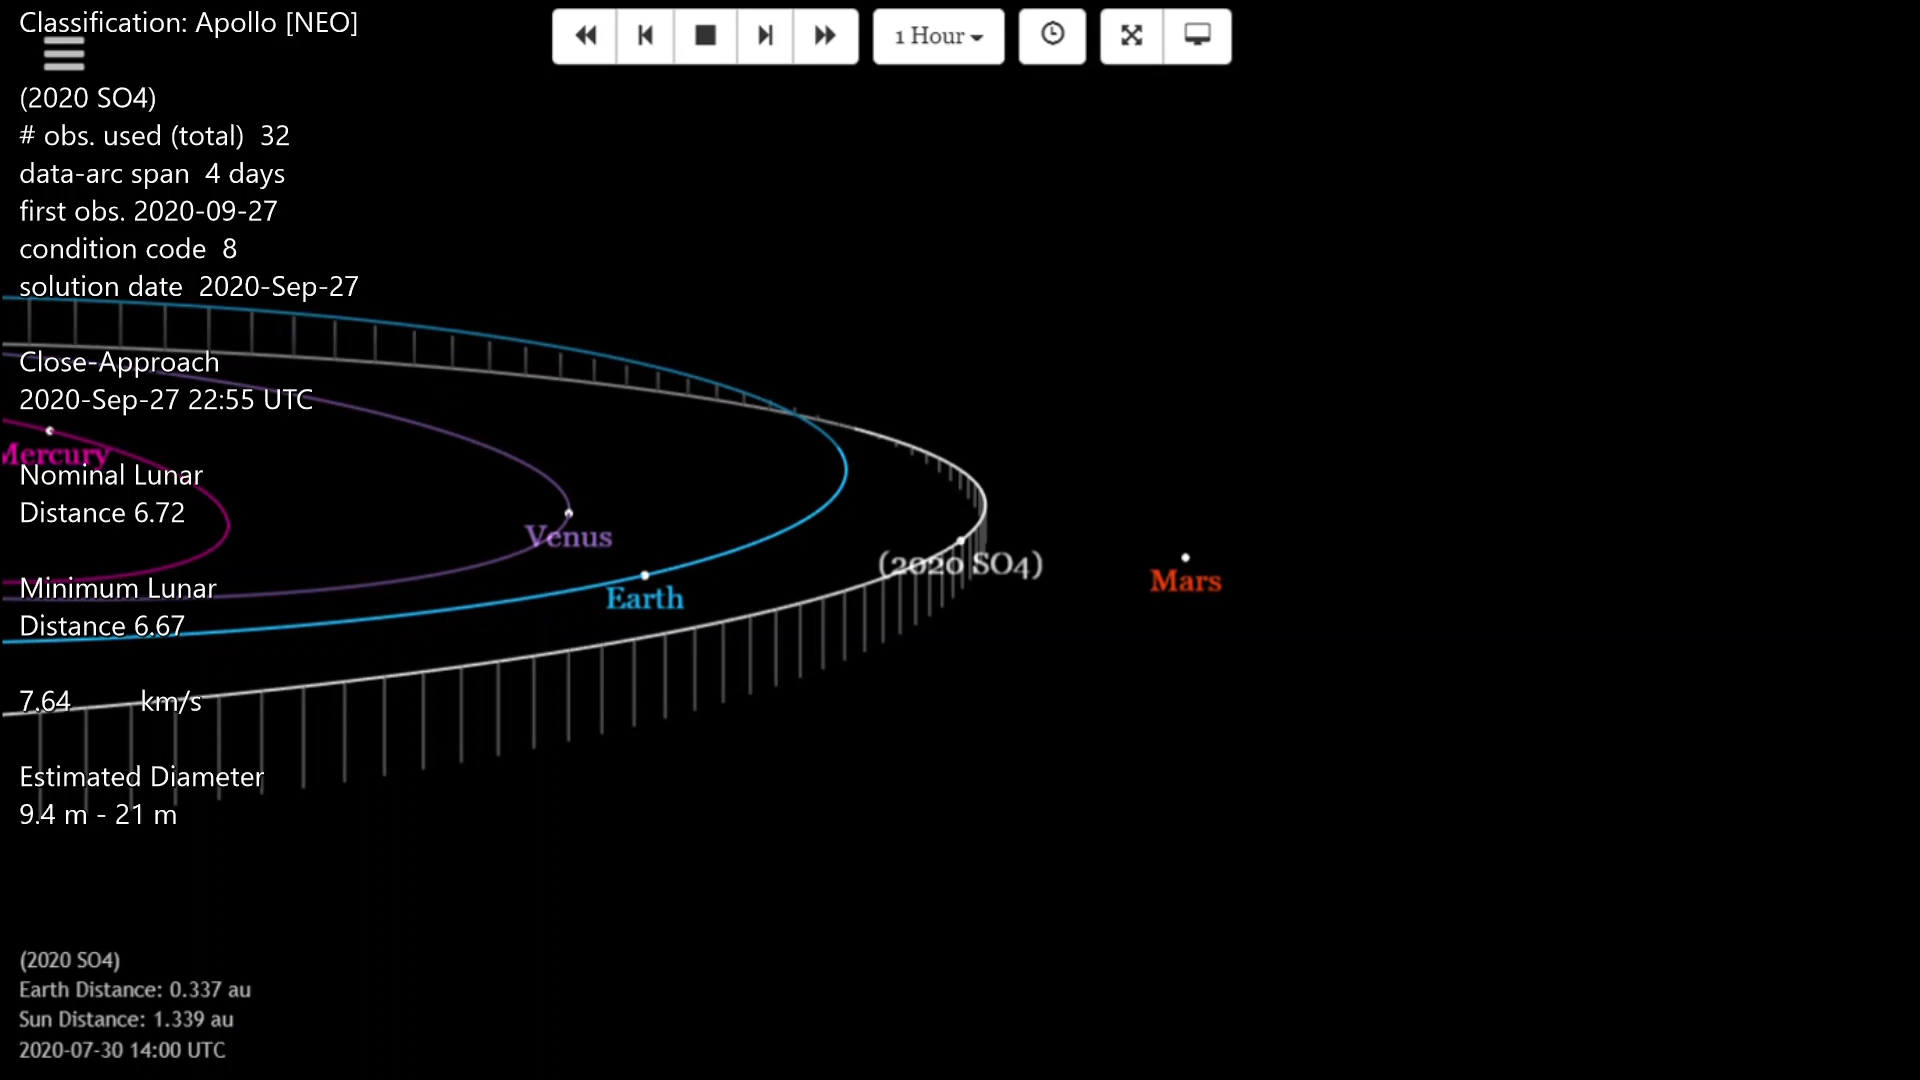 Classification: Apollo [NEO]
1 Hour
(2020 SO4)
# obs. used (total) 32
data-arc span 4 days
first obs. 2020-09-27
condition code 8
solution date 2020-Sep-27
Close-Approach
2020-Sep-27 22:55 UTC
Mercury
Nominal Lunar
Distance 6.72
Venus
(2020 SO4)
Mars
Earth
Minimum Lunar
Distance 6.67
7.64 km/s
Estimated Diameter
9.4 m - 21 m
(2020 SO4)
Earth Distance: 0.337 au
Sun Distance: 1.339 au
2020-07-30 14:00 UTC